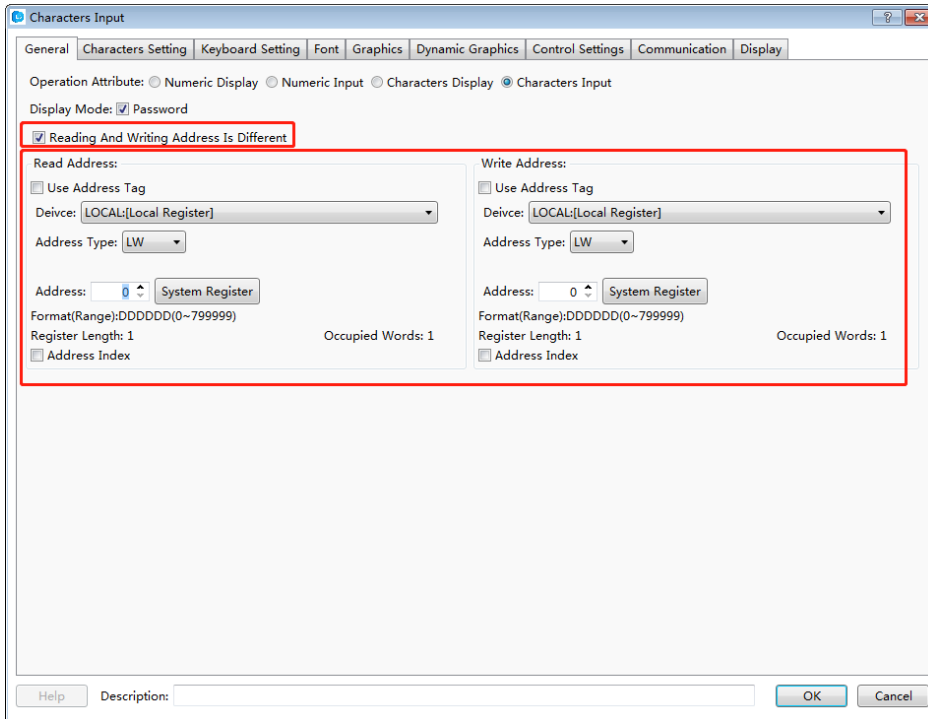 Characters Input
General Characters Setting Keyboard Setting Font Graphics Dynamic Graphics Control Settings Communication Display
Operation Attribute: Numeric Display Numeric Input Characters Display Characters Input
Display Mode: Password
Reading And Writing Address Is Different
Read Address: Write Address:
Use Address Tag Use Address Tag
Deivce: LOCAL:[Local Register] Deivce: LOCAL:[Local Register]
Address Type: LW Address Type: LW
Address: 0 System Register Address: 0 System Register
Format(Range):DDDDDD(0~799999) Format(Range):DDDDDD(0~799999)
Register Length: 1 Occupied Words: 1 Register Length: 1 Occupied Words: 1
Address Index Address Index
Help Description: OK Cancel